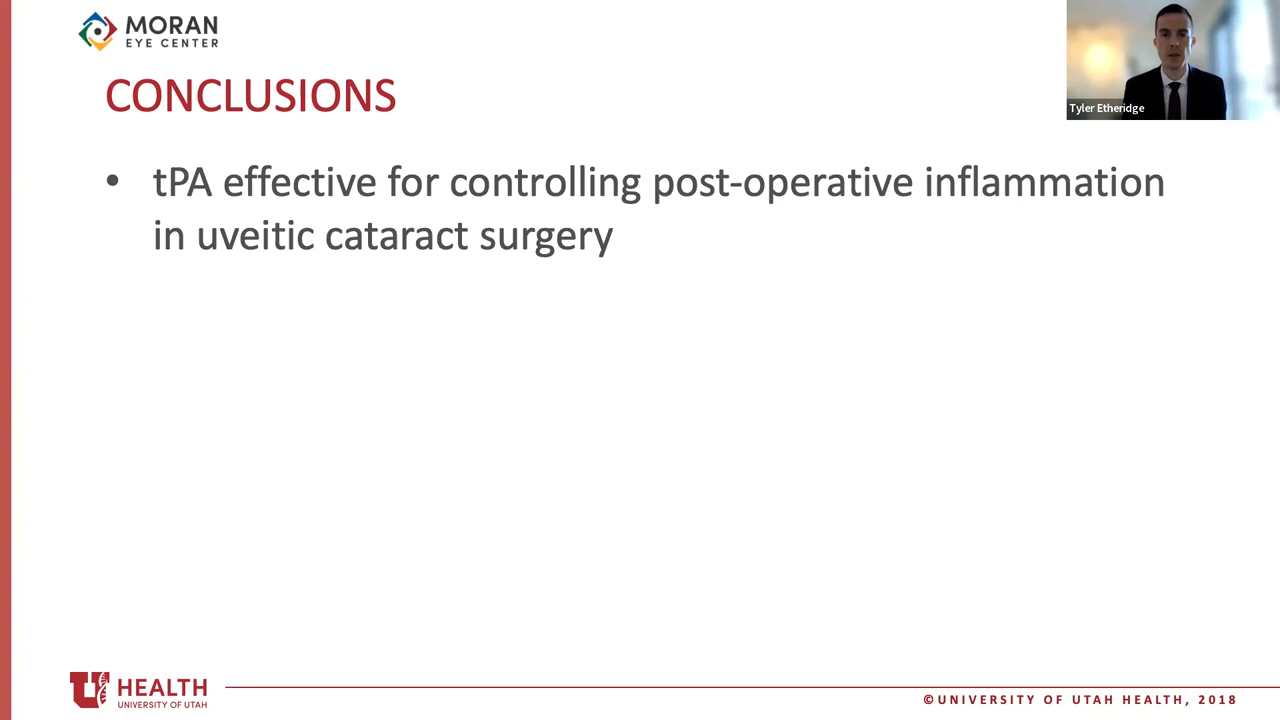 MORAN
EYE CENTER
CONCLUSIONS
Tyler Etheridge
• tPA effective for controlling post-operative inflammation
in uveitic cataract surgery
U HEALTH
UNIVERSITY OF UTAH
©UNIVERSITY OF UTAH HEALTH, 2018